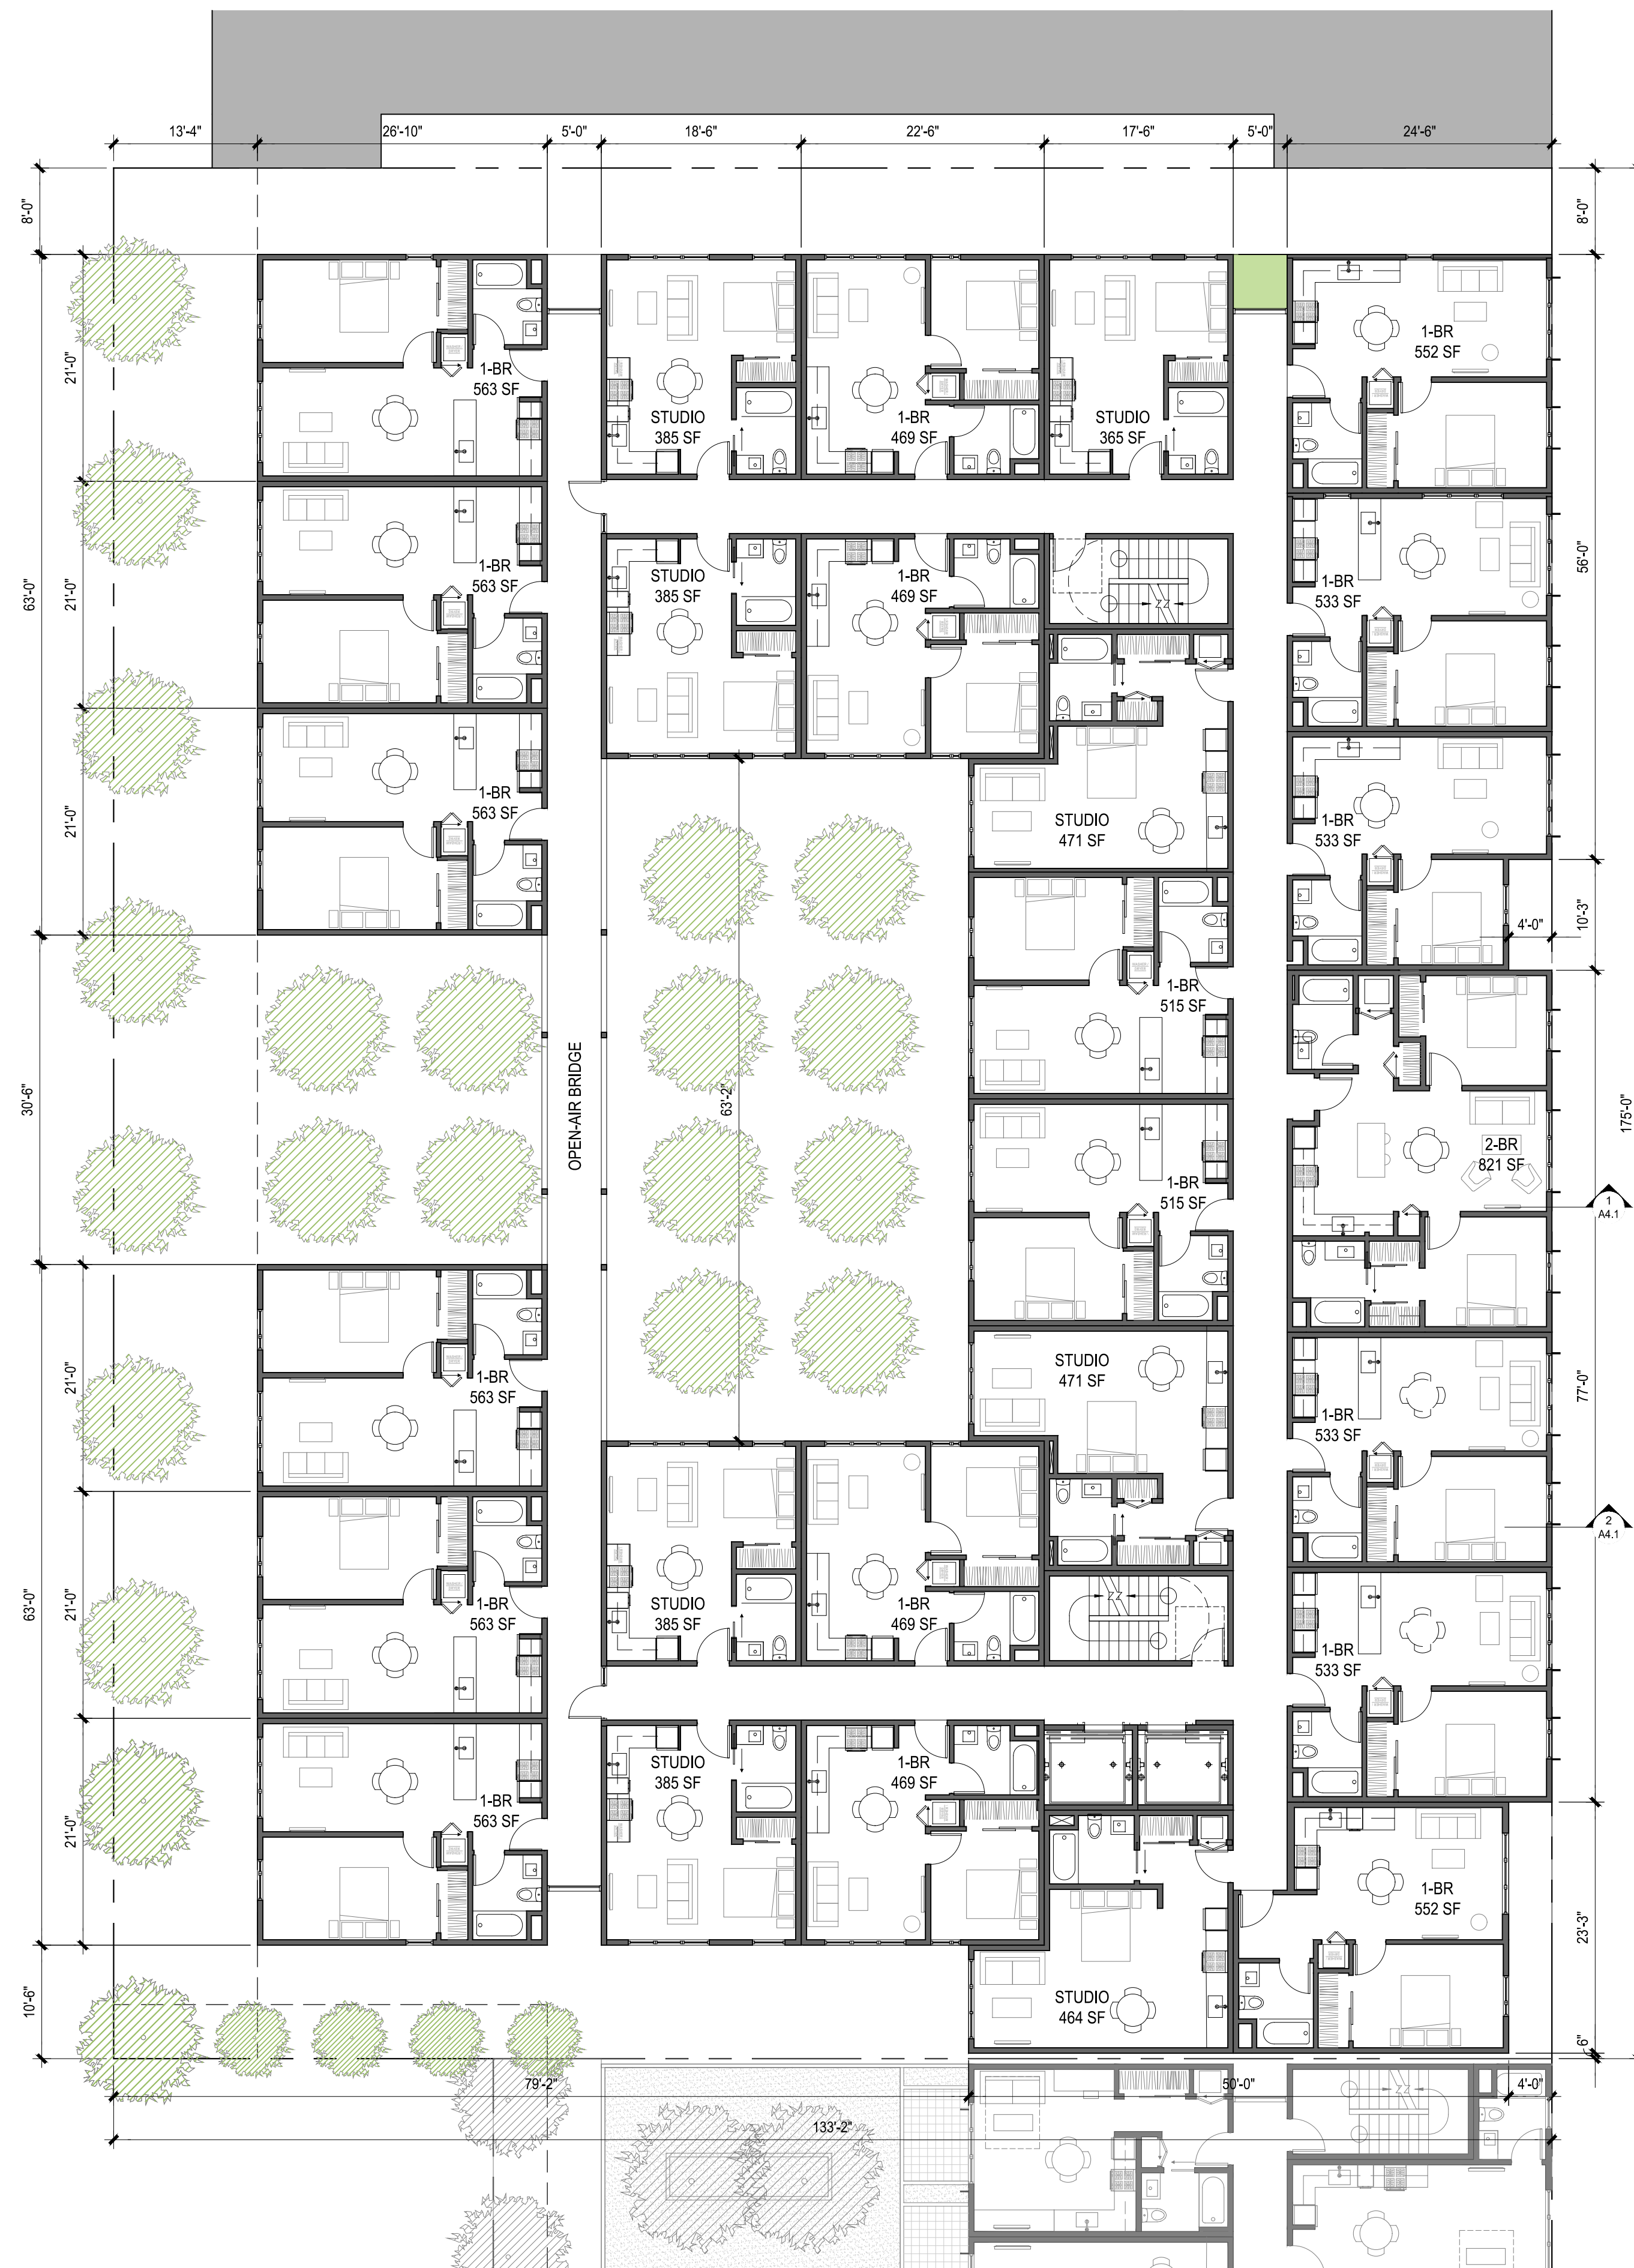 13'-4"
26'-10"
5'-0"
18'-6"
22'-6"
17'-6"
5'-0"
24'-6"
8'-0"
8'-0"
1-BR
552 SF
21'-0"
1-BR
563 SF
STUDIO
385 SF
1-BR
469 SF
STUDIO
365 SF
63'-0"
21'-0"
1-BR
563 SF
STUDIO
385 SF
1-BR
469 SF
1-BR
533 SF
56'-0"
21'-0"
1-BR
563 SF
STUDIO
471 SF
1-BR
533 SF
4'-0"
10'-3"
1-BR
515 SF
30'-6"
OPEN-AIR BRIDGE
63'-2"
2-BR
821 SF
175'-0"
1-BR
515 SF
1
A4.1
21'-0"
1-BR
563 SF
STUDIO
471 SF
1-BR
533 SF
77'-0"
2
A4.1
63'-0"
21'-0"
1-BR
563 SF
STUDIO
385 SF
1-BR
469 SF
1-BR
533 SF
21'-0"
1-BR
563 SF
STUDIO
385 SF
1-BR
469 SF
1-BR
552 SF
23'-3"
10'-6"
STUDIO
464 SF
6"
79'-2"
50'-0"
4'-0"
133'-2"